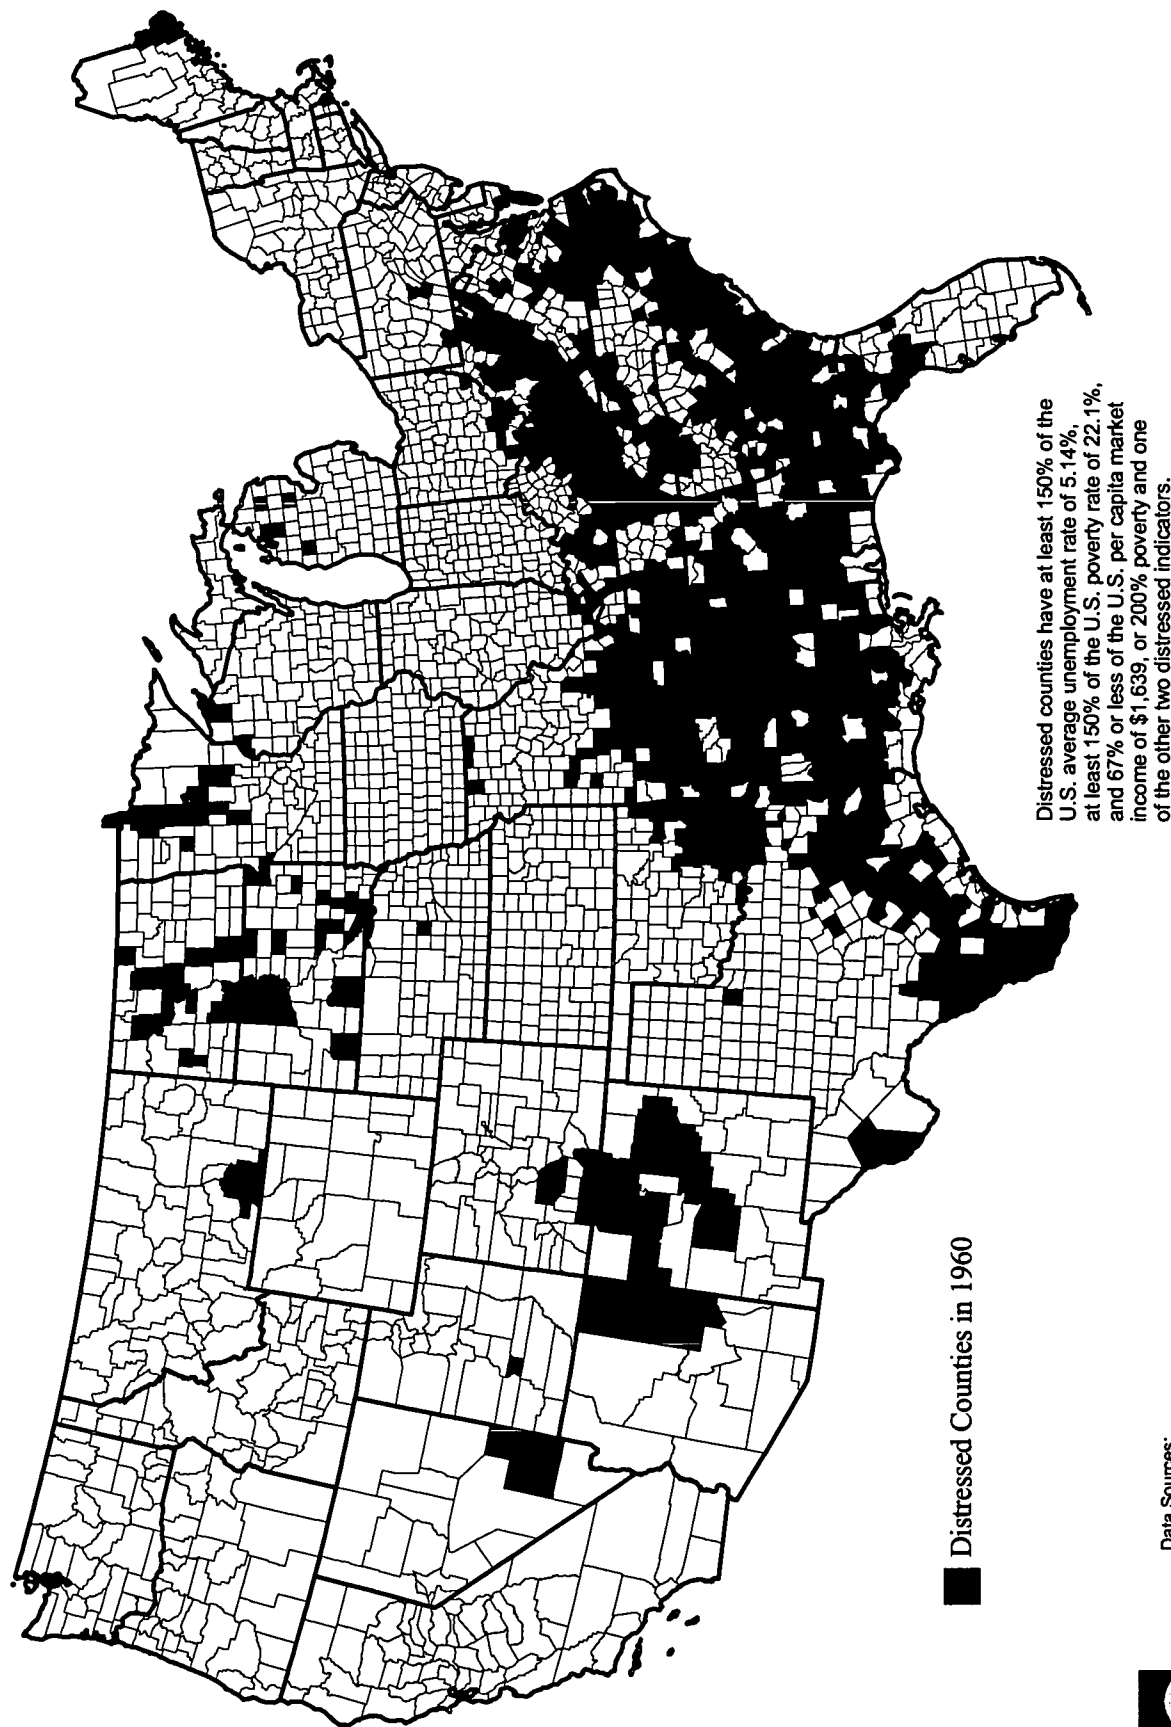 Distressed Counties in 1960
Distressed counties have at least 150% of the
U.S. average unemployment rate of 5.14%,
at least 150% of the U.S. poverty rate of 22.1%,
and 67% or less of the U.S. per capita market
income of $1,639, or 200% poverty and one
of the other two distressed indicators.
Data Sources: